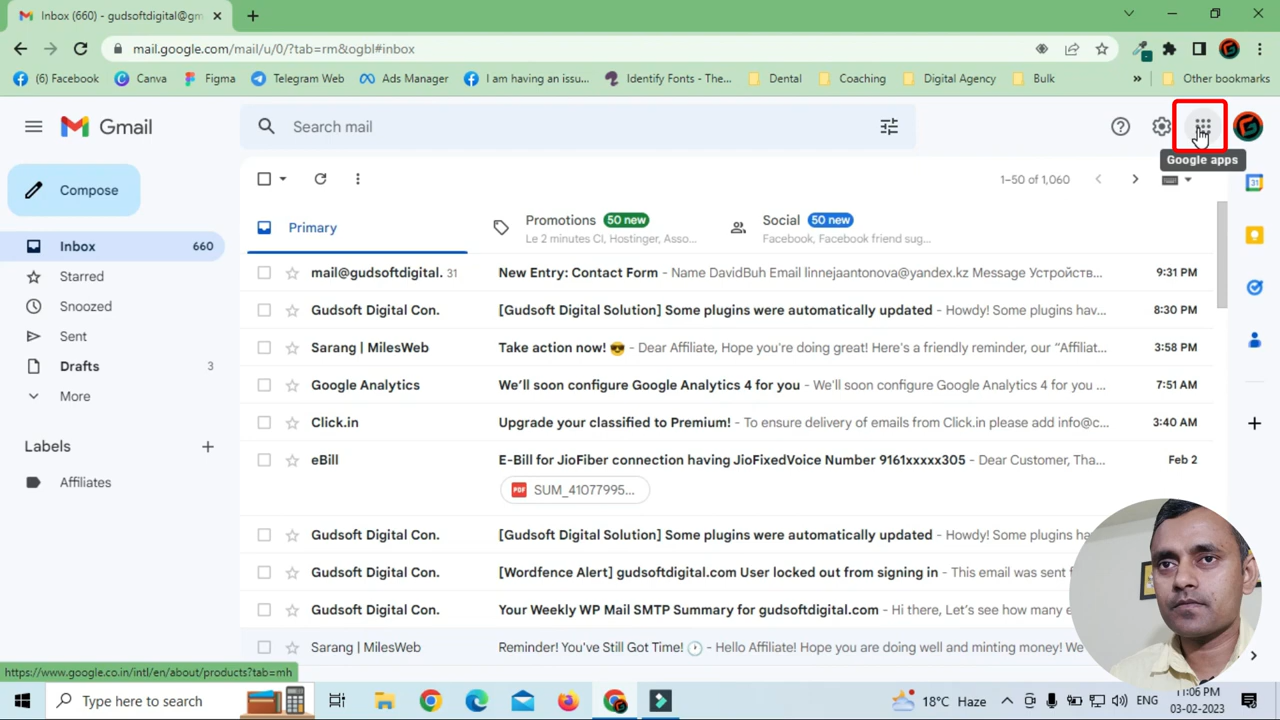 Inbox (660) - gudsoftdigital@gm
mail.google.com/mail/u/0/?tab=rm&ogbl#inbox
(6) Facebook Canva Figma Telegram Web Ads Manager I am having an issu... Identify Fonts - The... Dental Coaching Digital Agency Bulk » Other bookmarks
Gmail
Search mail
Google apps
Compose
1–50 of 1,060
Primary
Promotions 50 new
Le 2 minutes CI, Hostinger, Asso...
Social 50 new
Facebook, Facebook friend sug...
Inbox 660
Starred
Snoozed
Sent
Drafts 3
More
Labels
Affiliates
mail@gudsoftdigital. 31 New Entry: Contact Form - Name DavidBuh Email linnejaantonova@yandex.kz Message Устройств... 9:31 PM
Gudsoft Digital Con. [Gudsoft Digital Solution] Some plugins were automatically updated - Howdy! Some plugins hav... 8:30 PM
Sarang | MilesWeb Take action now! 😎 - Dear Affiliate, Hope you're doing great! Here's a friendly reminder, our “Affiliat... 3:58 PM
Google Analytics We’ll soon configure Google Analytics 4 for you - We'll soon configure Google Analytics 4 for you ... 7:51 AM
Click.in Upgrade your classified to Premium! - To ensure delivery of emails from Click.in please add info@c... 3:40 AM
eBill E-Bill for JioFiber connection having JioFixedVoice Number 9161xxxxx305 - Dear Customer, Tha... Feb 2
PDF SUM_41077995...
Gudsoft Digital Con. [Gudsoft Digital Solution] Some plugins were automatically updated - Howdy! Some plugins
Gudsoft Digital Con. [Wordfence Alert] gudsoftdigital.com User locked out from signing in - This email was sent
Gudsoft Digital Con. Your Weekly WP Mail SMTP Summary for gudsoftdigital.com - Hi there, Let’s see how many e
Sarang | MilesWeb Reminder! You've Still Got Time! 🕐 - Hello Affiliate! Hope you are doing well and minting money! We
https://www.google.co.in/intl/en/about/products?tab=mh
Type here to search
18°C Haze
ENG
11:06 PM
03-02-2023